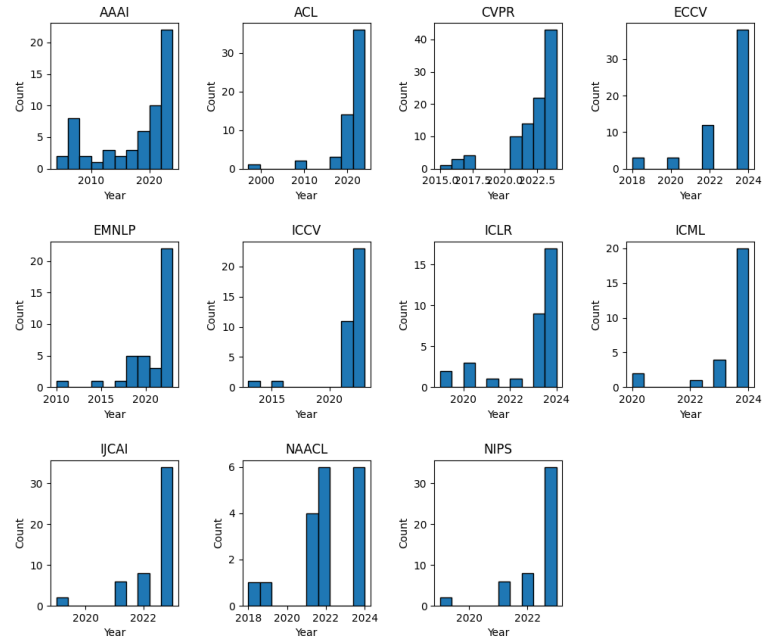 AAAI
ACL
CVPR
ECCV
20
15
10
5
0
Count
2010
2020
Year
30
20
10
0
Count
2000
2010
2020
Year
40
30
20
10
0
Count
2015.0
2017.5
2020.0
2022.5
Year
30
20
10
0
Count
2018
2020
2022
2024
Year
EMNLP
ICCV
ICLR
ICML
20
15
10
5
0
Count
2010
2015
2020
Year
20
15
10
5
0
Count
2015
2020
Year
15
10
5
0
Count
2020
2022
2024
Year
20
15
10
5
0
Count
2020
2022
2024
Year
IJCAI
NAACL
NIPS
30
20
10
0
Count
2020
2022
Year
6
4
2
0
Count
2018
2020
2022
2024
Year
30
20
10
0
Count
2020
2022
Year